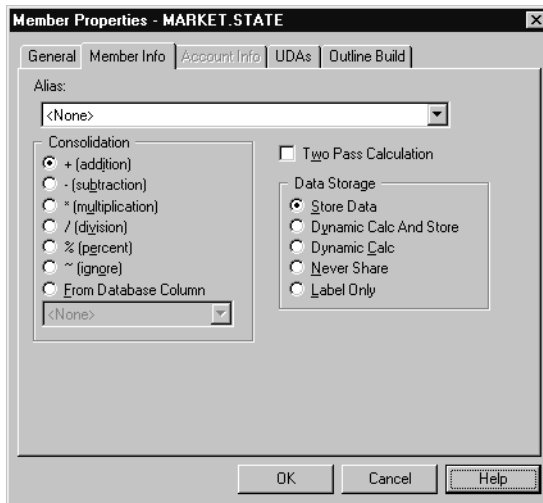 Member Properties - MARKET.STATE
General Member Info Account Info UDAs Outline Build
Alias:
<None>
Consolidation
+ (addition)
- (subtraction)
* (multiplication)
/ (division)
% (percent)
~ (ignore)
From Database Column
<None>
Two Pass Calculation
Data Storage
Store Data
Dynamic Calc And Store
Dynamic Calc
Never Share
Label Only
OK Cancel Help